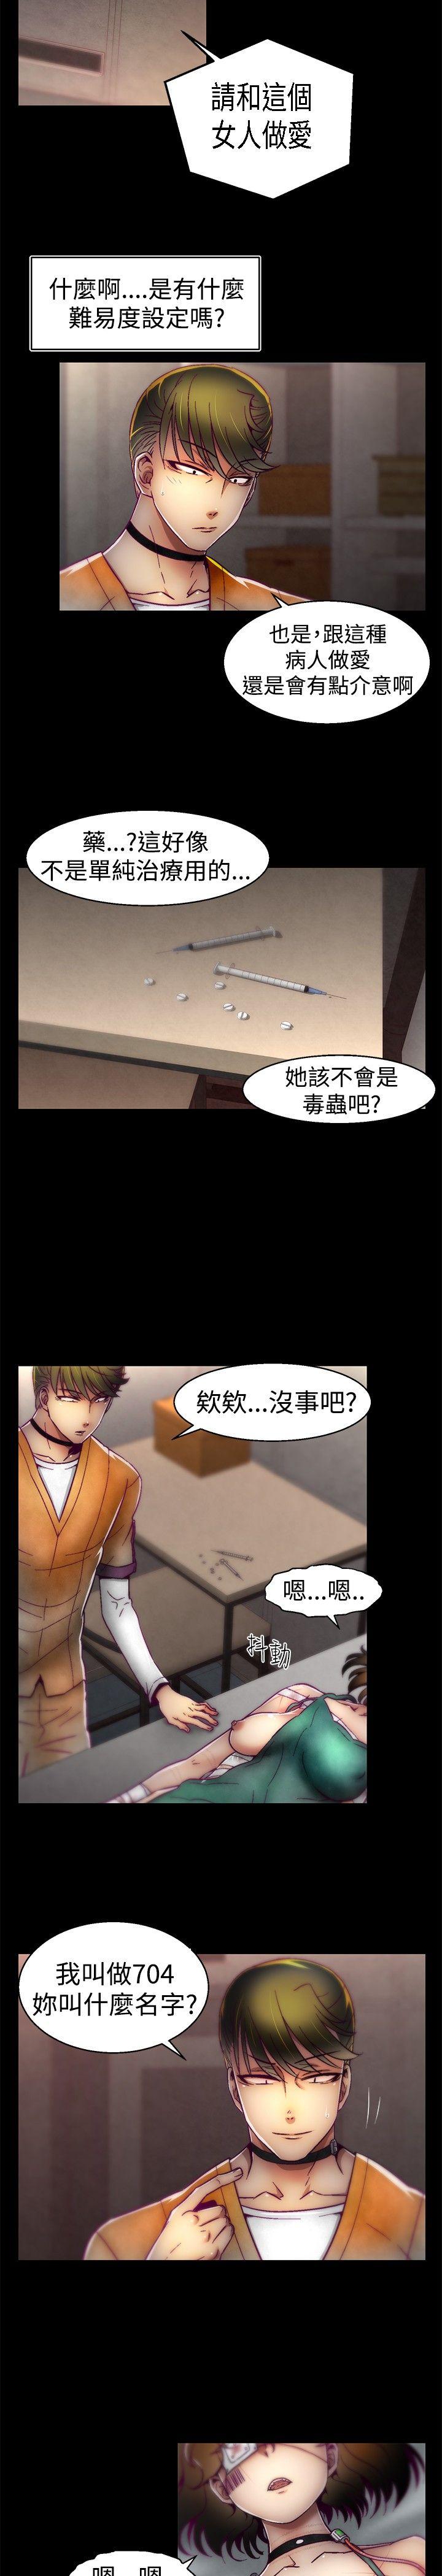 請和這個
女人做愛
什麼啊....是有什麼
難易度設定嗎?
也是，跟這種
病人做愛
還是會有點介意啊
藥...?這好像
不是單純治療用的...
她該不會是
毒蟲吧?
欸欸...沒事吧?
嗯...嗯..
抖動
我叫做704
妳叫什麼名字?
嗯...嗯